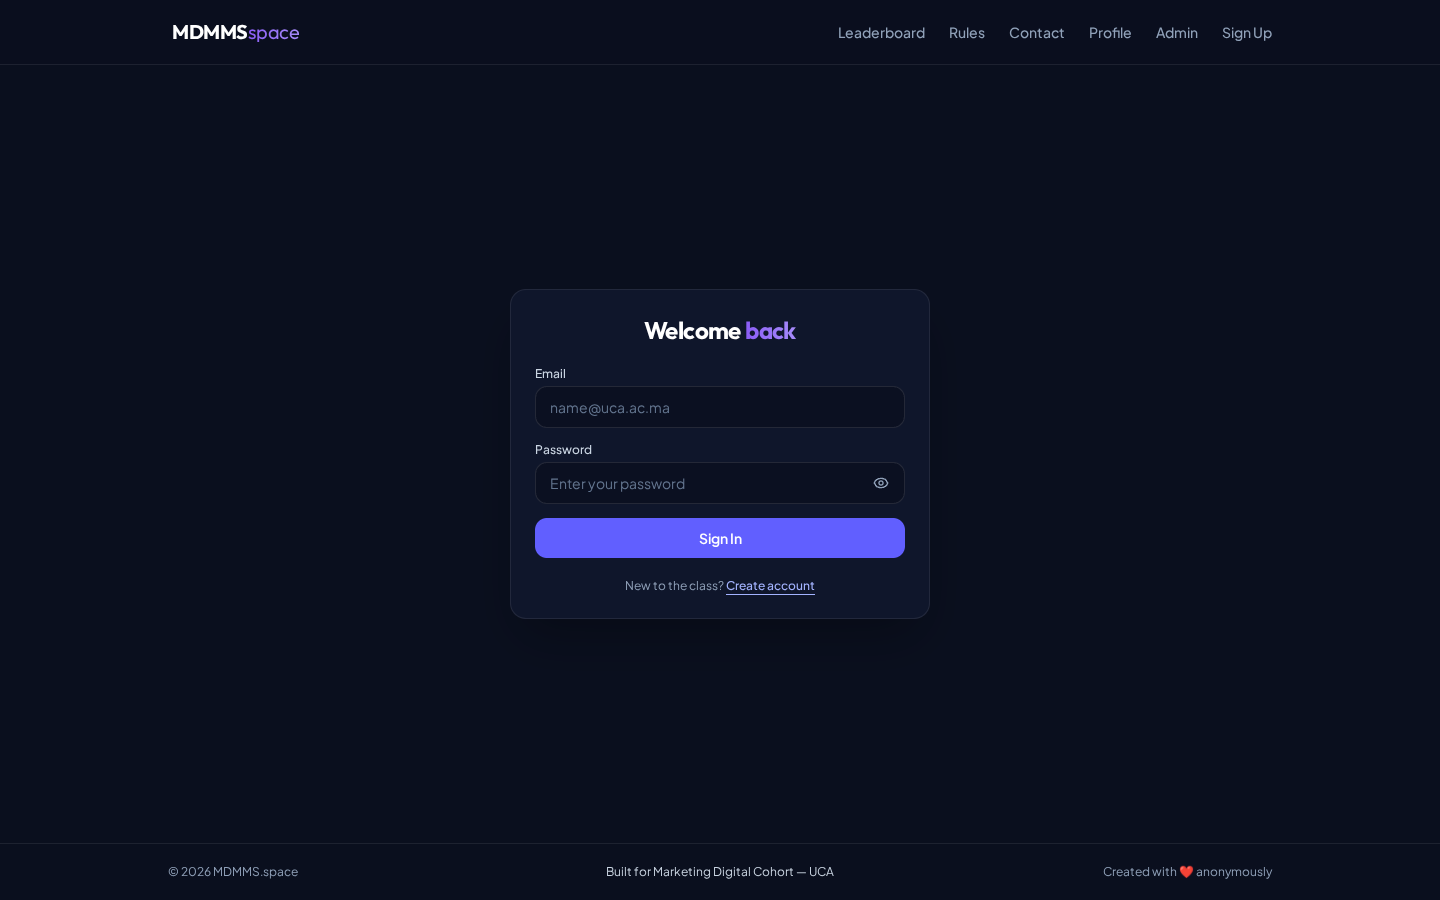 MDMMSspace
Leaderboard
Rules
Contact
Profile
Admin
Sign Up
Welcome back
Email
name@uca.ac.ma
Password
Enter your password
Sign In
New to the class? Create account
© 2026 MDMMS.space
Built for Marketing Digital Cohort — UCA
Created with ❤️ anonymously